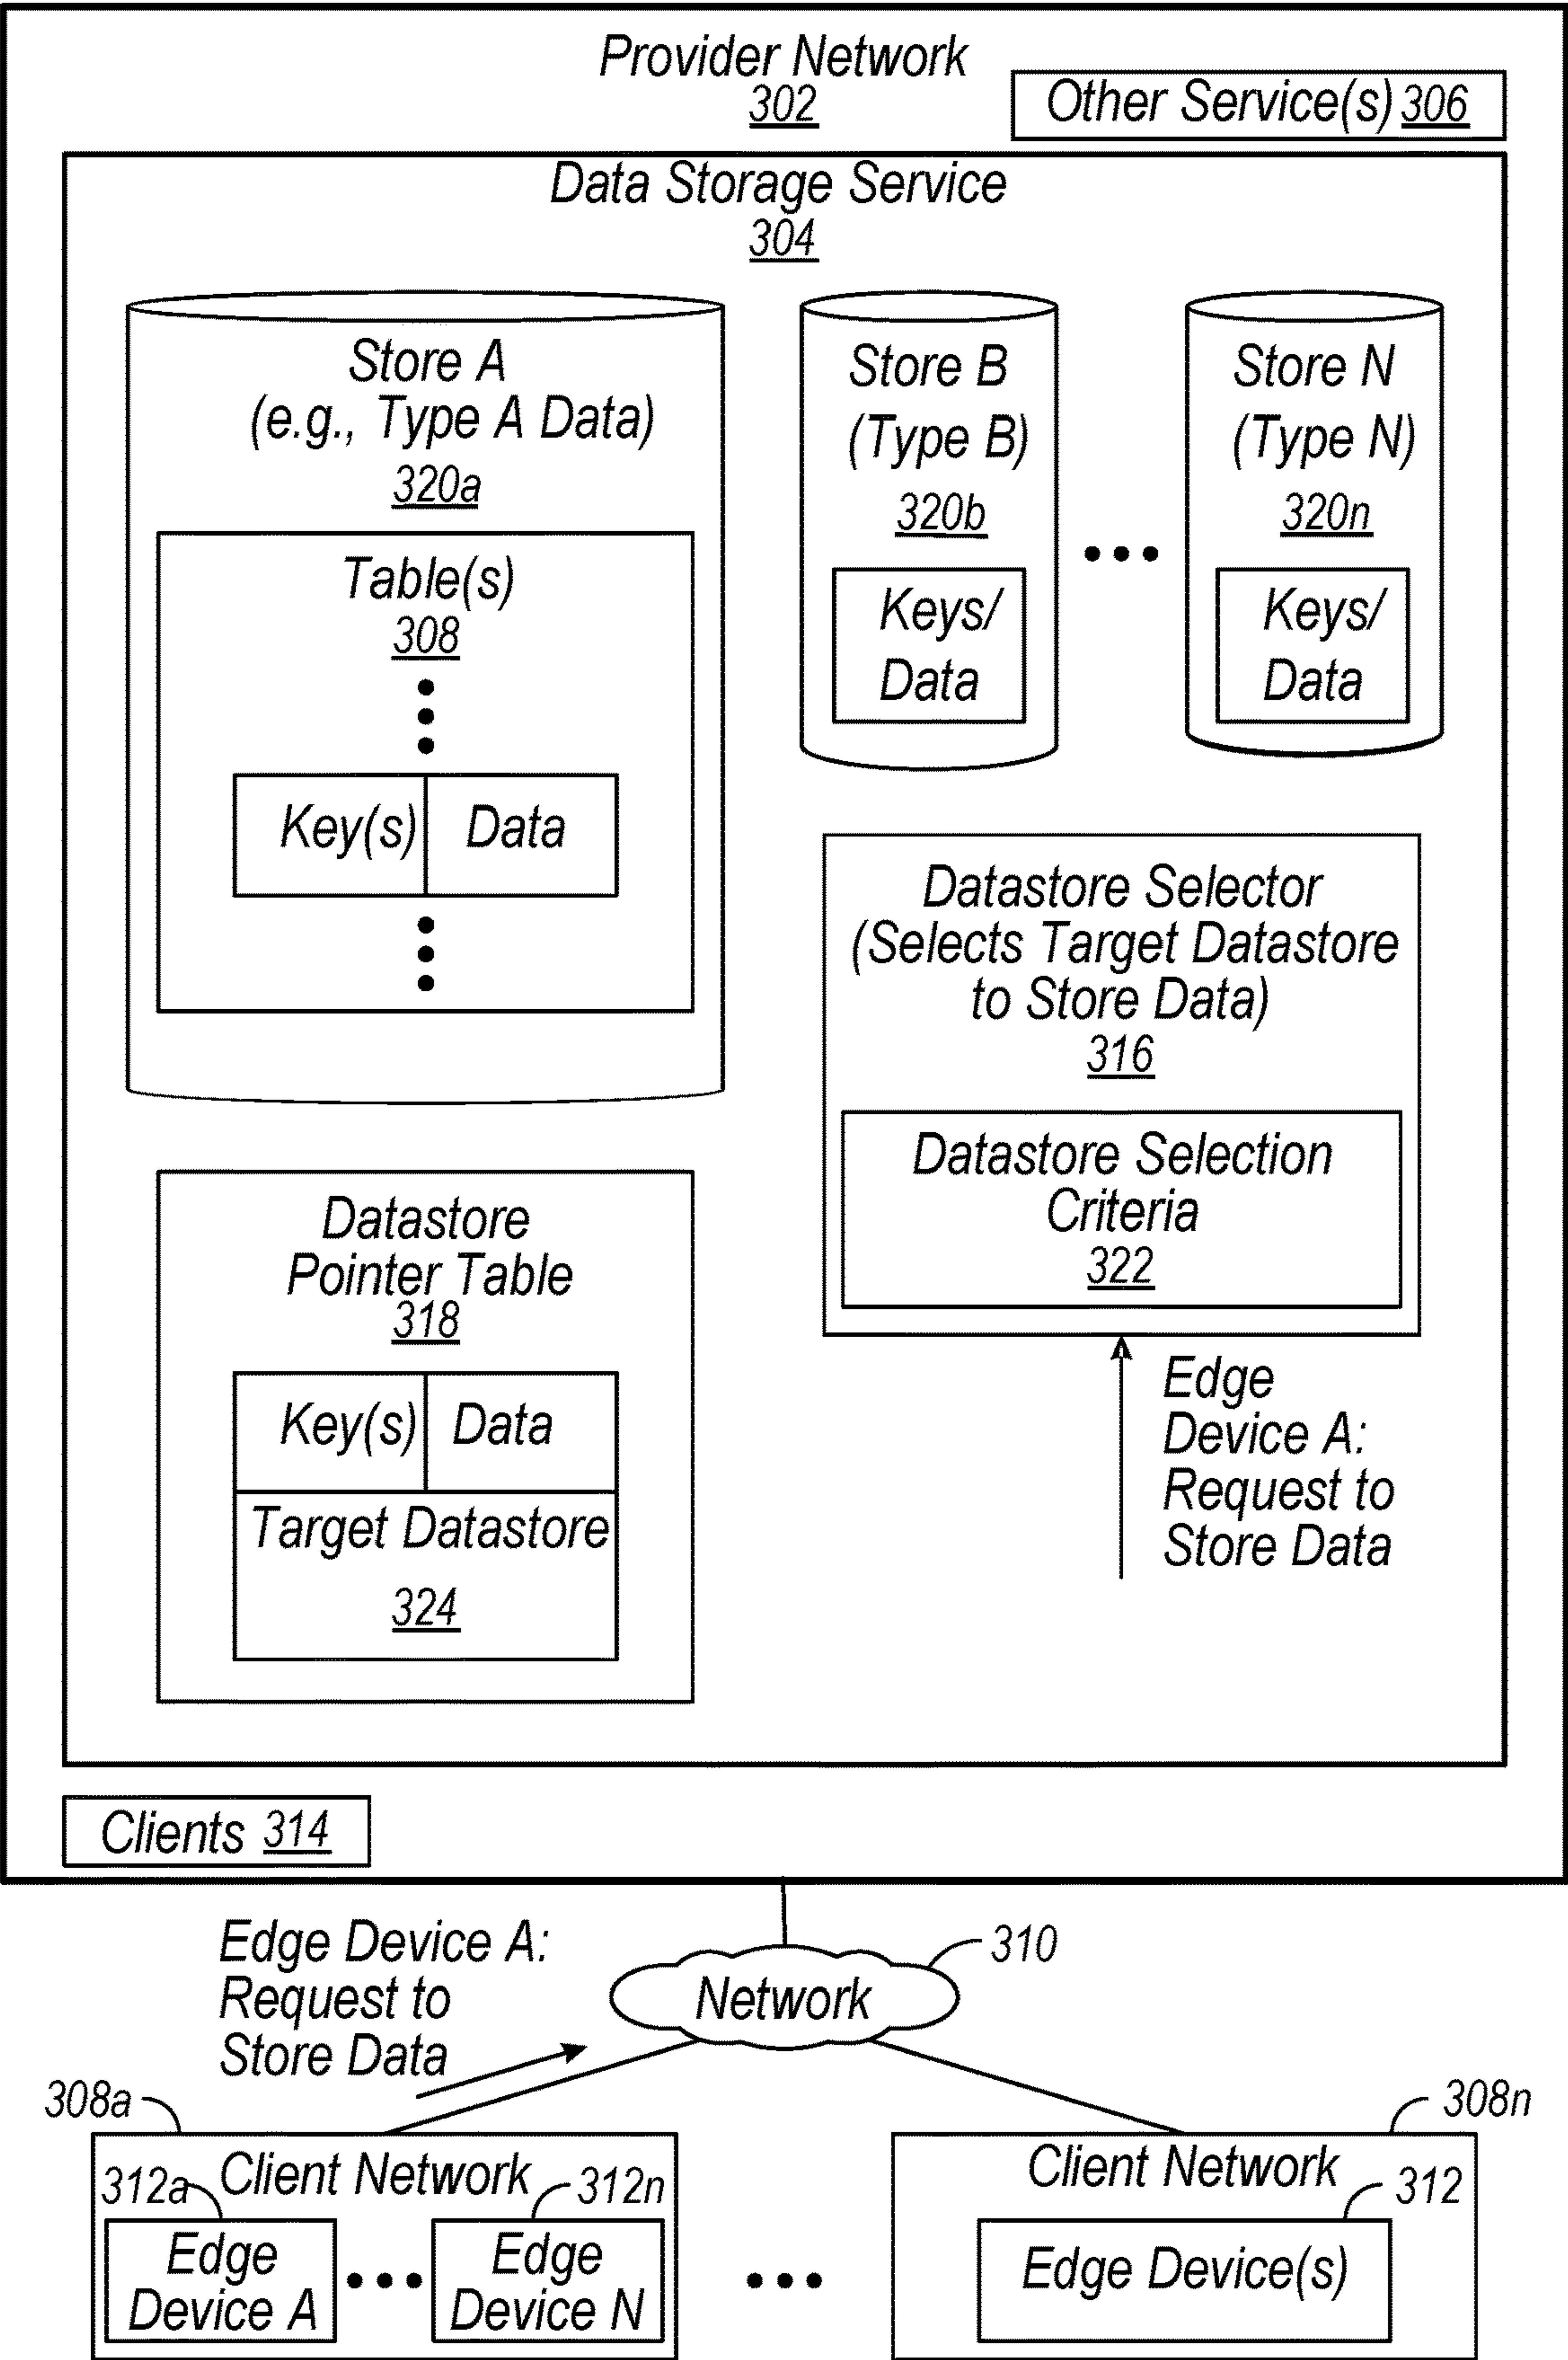 Provider Network
302
Other Service(s) 306
Data Storage Service
304
Store A
(e.g., Type A Data)
320a
Table(s)
308
Key(s) Data
Store B
(Type B)
320b
Keys/
Data
Store N
(Type N)
320n
Keys/
Data
Datastore Selector
(Selects Target Datastore
to Store Data)
316
Datastore Selection
Criteria
322
Datastore
Pointer Table
318
Key(s) Data
Target Datastore
324
Edge
Device A:
Request to
Store Data
Clients 314
Edge Device A:
Request to
Store Data
Network
310
308a
Client Network
312a
312n
Edge
Device A
Edge
Device N
308n
Client Network
312
Edge Device(s)